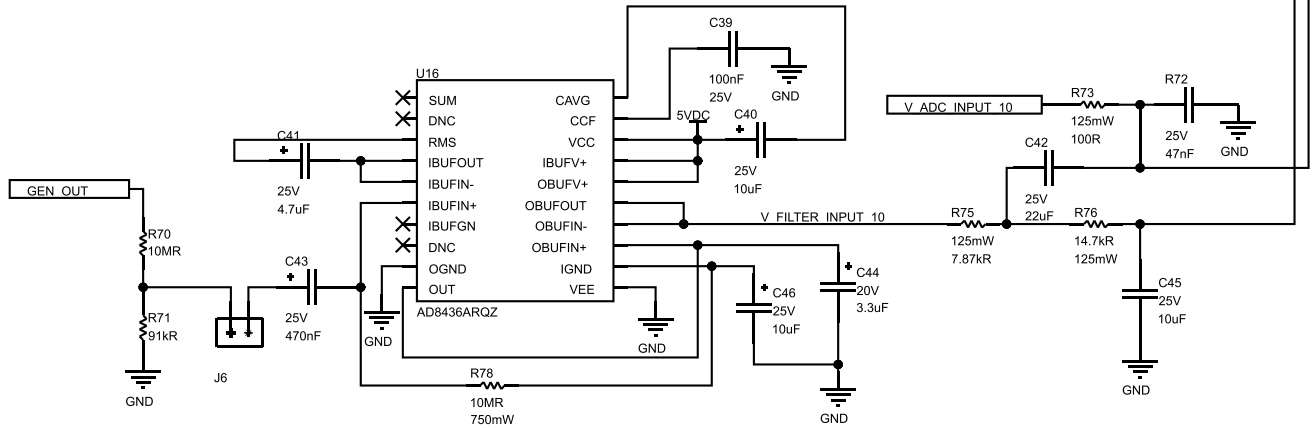 C39
100nF
25V
GND
U16
SUM
DNC
RMS
IBUFOUT
IBUFIN-
IBUFIN+
IBUFGN
DNC
OGND
OUT
CAVG
CCF
VCC
IBUFV+
OBUFV+
OBUFOUT
OBUFIN-
OBUFIN+
IGND
VEE
AD8436ARQZ
5VDC
C40
25V
10uF
C41
25V
4.7uF
GEN_OUT
R70
10MR
R71
91kR
GND
J6
C43
25V
470nF
GND
R78
10MR
750mW
GND
C46
25V
10uF
C44
20V
3.3uF
GND
V_FILTER_INPUT_10
V_ADC_INPUT_10
R73
125mW
100R
R72
25V
47nF
GND
C42
25V
22uF
R75
125mW
7.87kR
R76
14.7kR
125mW
C45
25V
10uF
GND